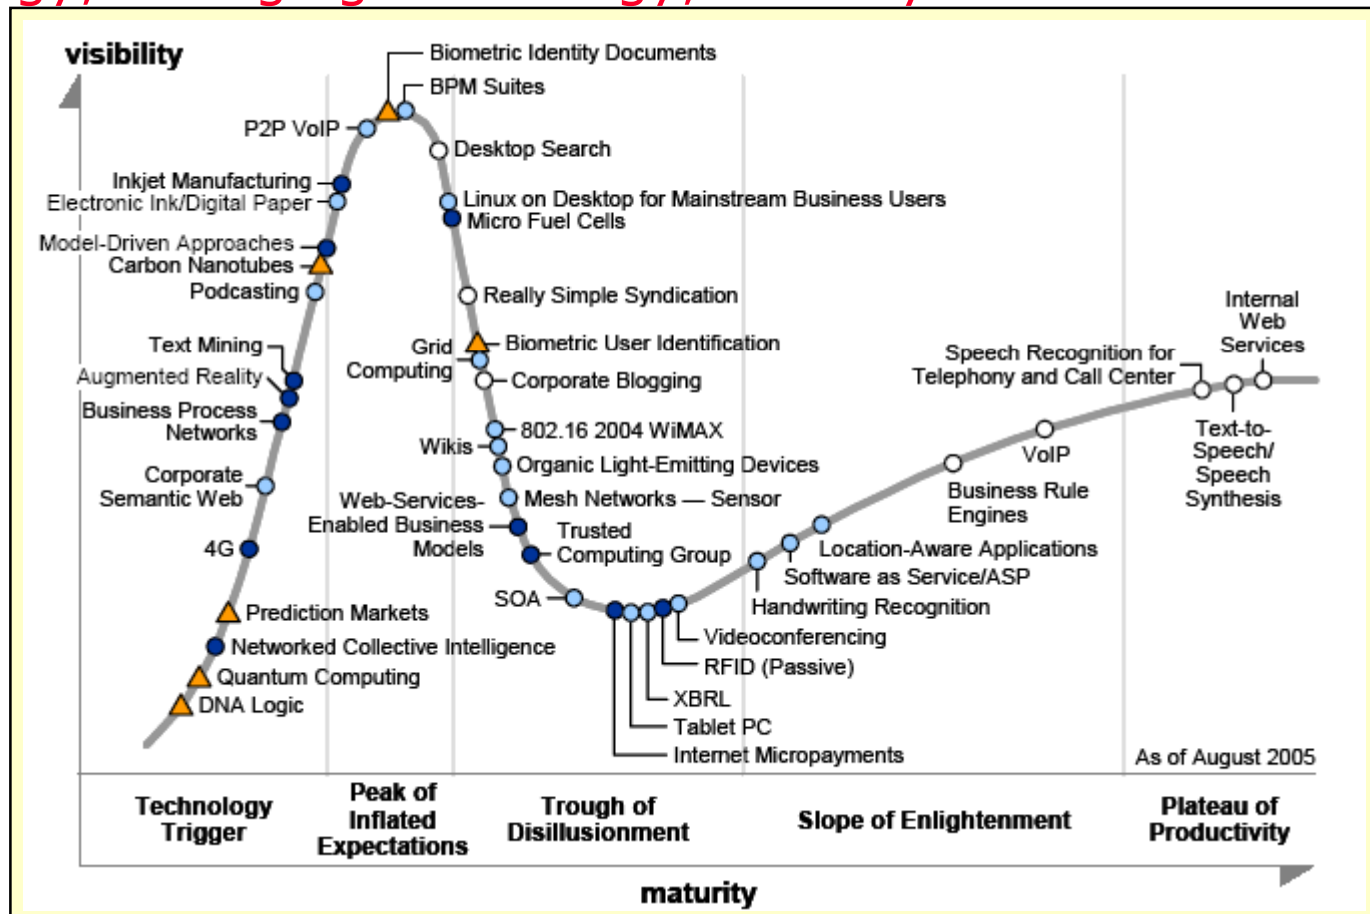 visibility
Biometric Identity Documents
BPM Suites
P2P VoIP
Desktop Search
Inkjet Manufacturing
Electronic Ink/Digital Paper
Linux on Desktop for Mainstream Business Users
Micro Fuel Cells
Model-Driven Approaches
Carbon Nanotubes
Podcasting
Really Simple Syndication
Text Mining
Augmented Reality
Business Process
Networks
Grid
Computing
Biometric User Identification
Corporate Blogging
802.16 2004 WiMAX
Wikis
Organic Light-Emitting Devices
Corporate
Semantic Web
Mesh Networks — Sensor
Web-Services-
Enabled Business
Models
Trusted
Computing Group
4G
SOA
Prediction Markets
Networked Collective Intelligence
Quantum Computing
DNA Logic
Videoconferencing
RFID (Passive)
XBRL
Tablet PC
Internet Micropayments
Handwriting Recognition
Software as Service/ASP
Location-Aware Applications
Business Rule
Engines
VoIP
Speech Recognition for
Telephony and Call Center
Internal
Web
Services
Text-to-
Speech/
Speech
Synthesis
As of August 2005
Technology
Trigger
Peak of
Inflated
Expectations
Trough of
Disillusionment
Slope of Enlightenment
Plateau of
Productivity
maturity